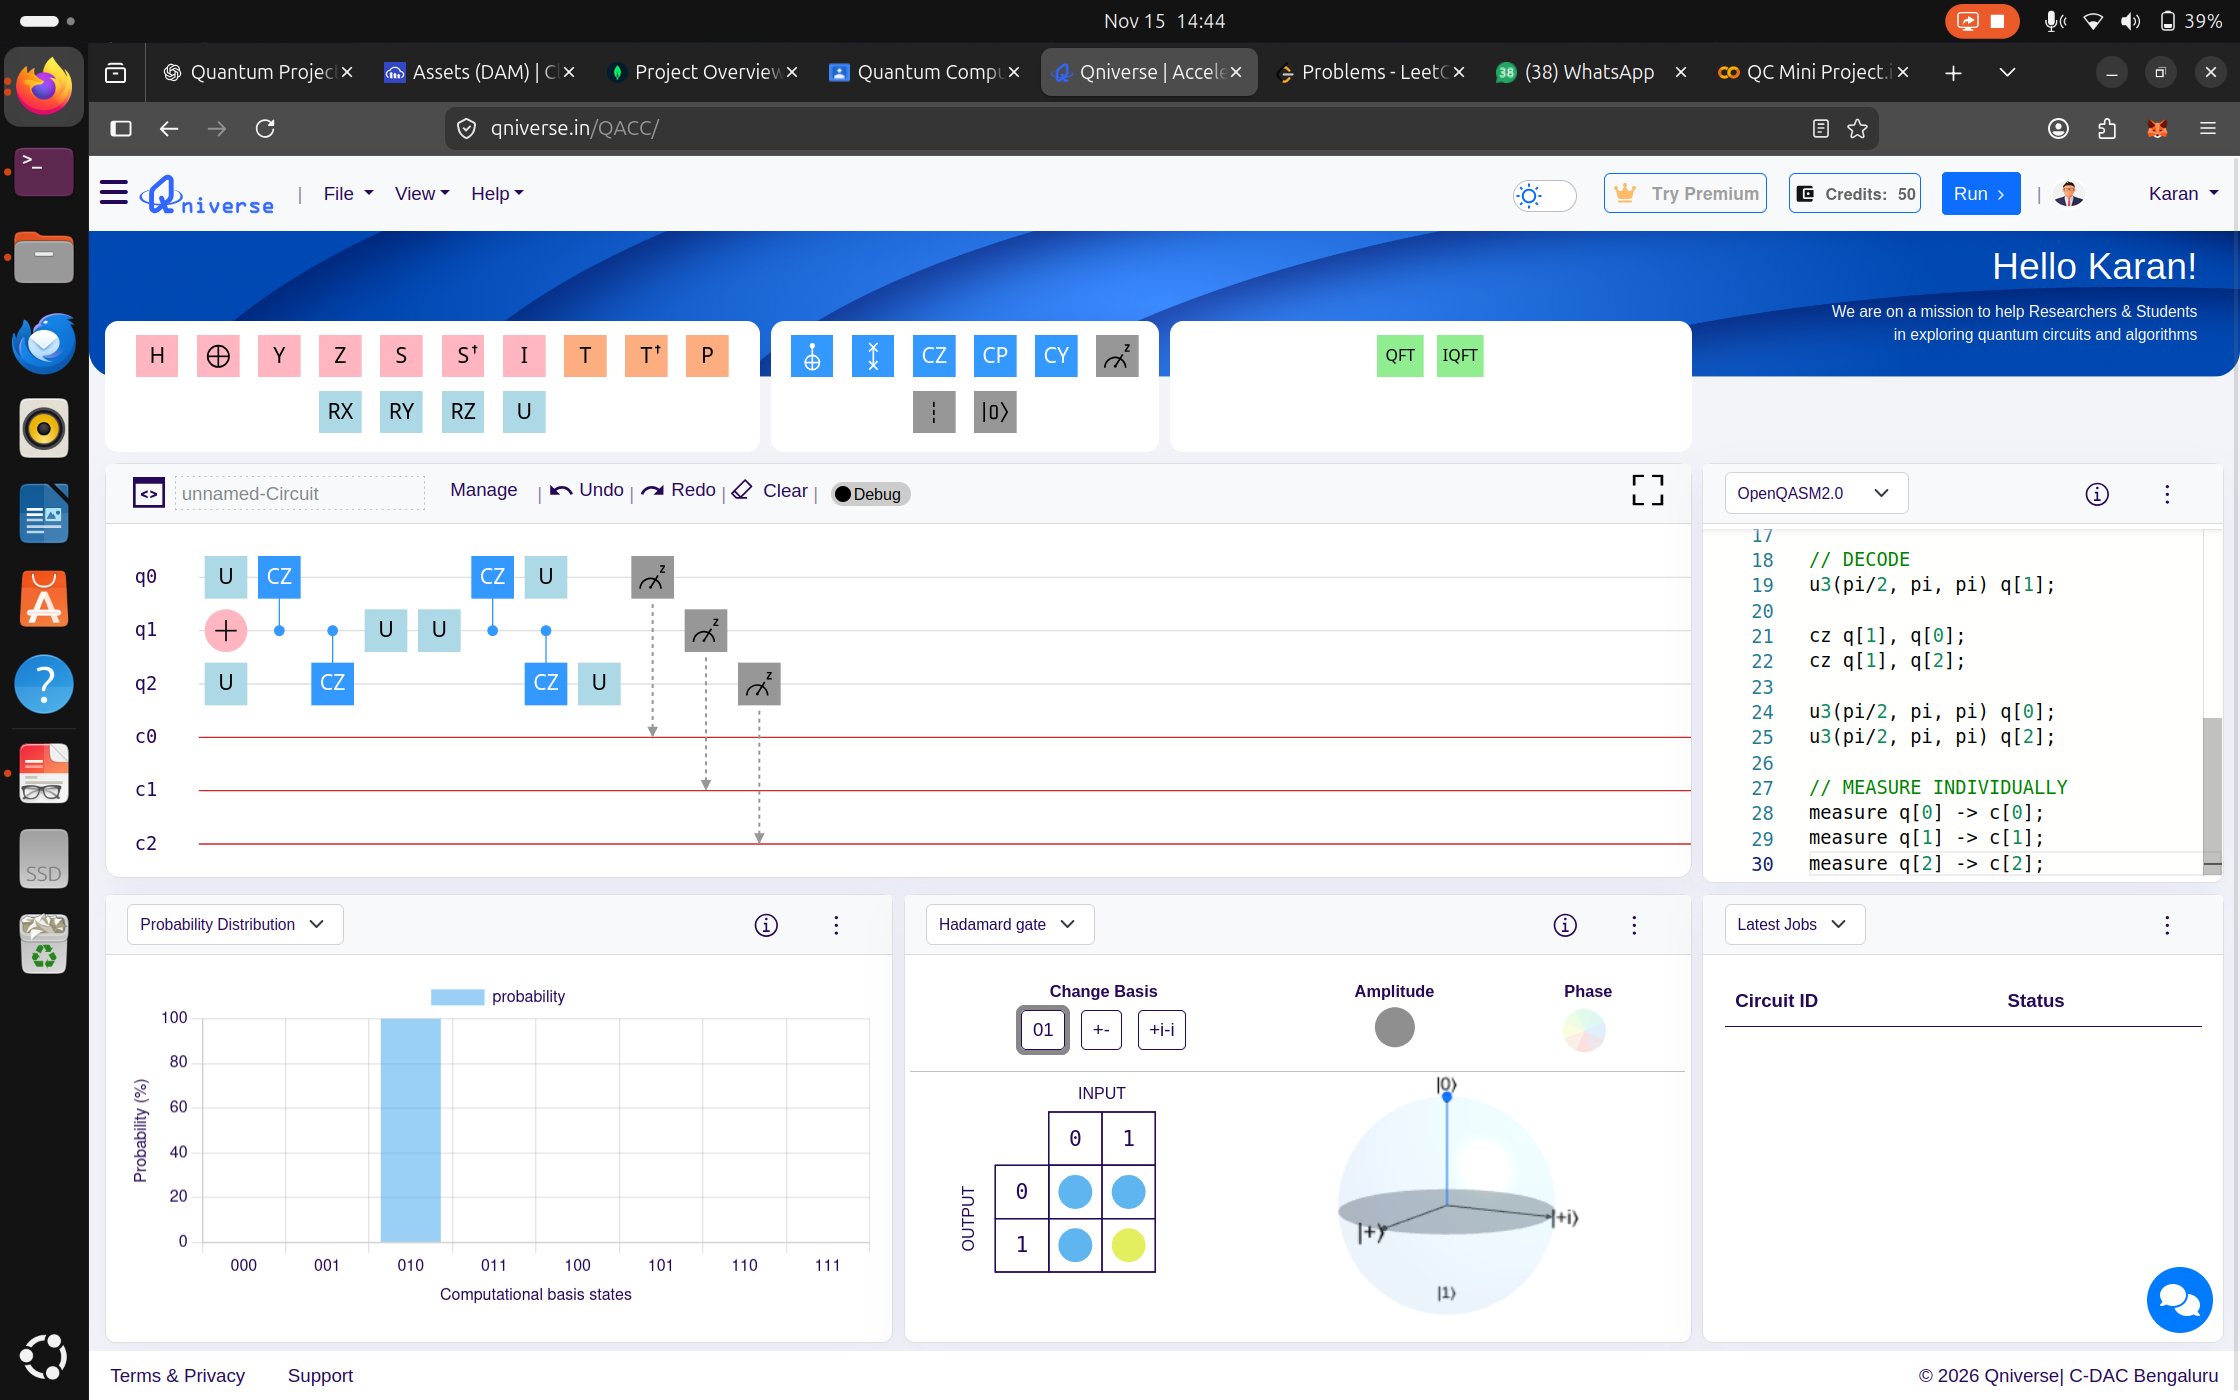 Nov 15 14:44
39%
Quantum Projec
Assets (DAM) | Cl
Project Overview
Quantum Compu
Qniverse | Accele
Problems - LeetC
38
(38) WhatsApp
QC Mini Project.i
qniverse.in/QACC/
Qniverse
| File View Help
Try Premium
Credits: 50
Run ›
|
Karan
Hello Karan!
We are on a mission to help Researchers & Students
in exploring quantum circuits and algorithms
H Y Z S S† I T T† P
RX RY RZ U
CZ CP CY z
|0⟩
QFT IQFT
<> unnamed-Circuit Manage | Undo | Redo | Clear | Debug
q0 U CZ CZ U z
q1 + U U z
q2 U CZ CZ U z
c0
c1
c2
OpenQASM2.0
17
18 // DECODE
19 u3(pi/2, pi, pi) q[1];
20
21 cz q[1], q[0];
22 cz q[1], q[2];
23
24 u3(pi/2, pi, pi) q[0];
25 u3(pi/2, pi, pi) q[2];
26
27 // MEASURE INDIVIDUALLY
28 measure q[0] -> c[0];
29 measure q[1] -> c[1];
30 measure q[2] -> c[2];
Probability Distribution
probability
Probability (%)
100
80
60
40
20
0
000 001 010 011 100 101 110 111
Computational basis states
Hadamard gate
Change Basis
01 +- +i-i
Amplitude
Phase
INPUT
0 1
OUTPUT
0
1
|0⟩
|+⟩
|+i⟩
|1⟩
Latest Jobs
Circuit ID Status
SSD
>_
?
Terms & Privacy
Support
© 2026 Qniverse| C-DAC Bengaluru